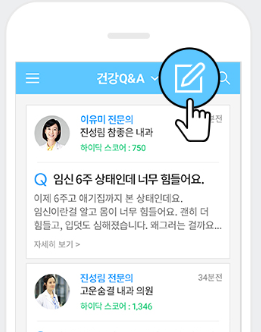 건강Q&A
이유미 전문의
분전
진성림 참좋은 내과
하이닥 스코어 : 750
Q 임신 6주 상태인데 너무 힘들어요.
이제 6주고 애기집까지 본 상태인데요.
임신이란걸 알고 몸이 너무 힘들어요. 괜히 더
힘들고, 입덧도 심해졌습니다. 왜그러는 걸까요...
자세히 보기 >
진성림 전문의
34분전
고운숨결 내과 의원
하이닥 스코어 : 1,346